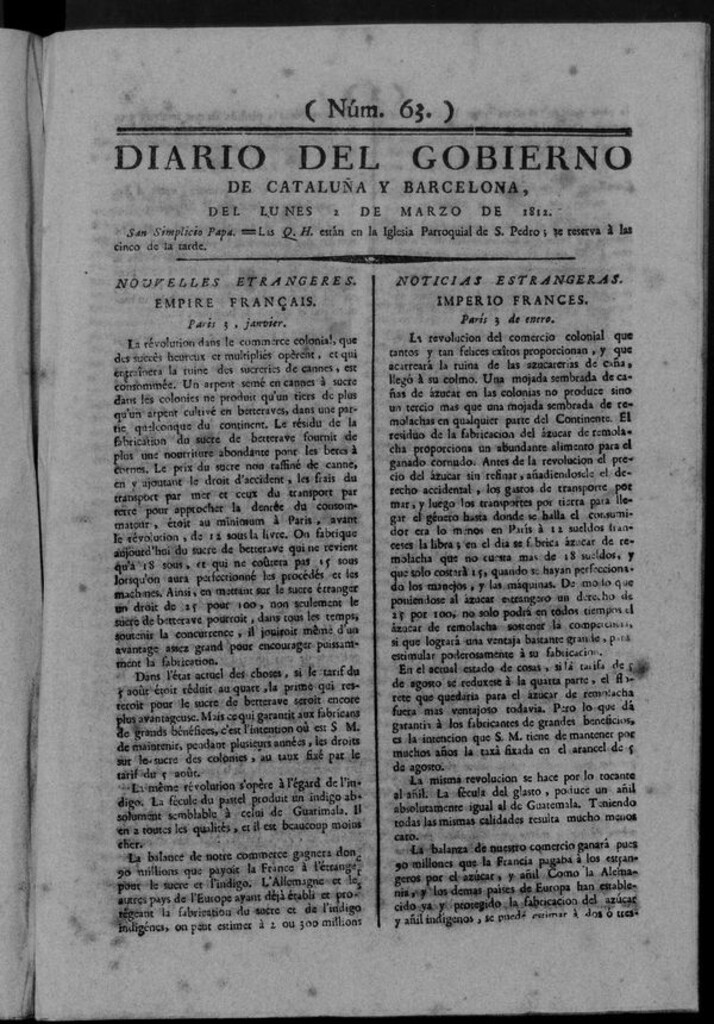 ( Núm. 63. )
DIARIO DEL GOBIERNO
DE CATALUÑA Y BARCELONA,
DEL LUNES 2 DE MARZO DE 1812.
San Simplicio Papa. = Las Q. H. están en la Iglesia Parroquial de S. Pedro; se reserva à las
cinco de la tarde.
NOUVELLES ETRANGERES.
EMPIRE FRANÇAIS.
Paris 3, janvier.
La révolution dans le commerce colonial, que
des succès heureux et multipliés opèrent, et qui
entraînera la ruine des sucreries de cannes, est
consommée. Un arpent semé en cannes à sucre
dans les colonies ne produit qu'un tiers de plus
qu'un arpent cultivé en betteraves, dans une par-
tie quelconque du continent. Le résidu de la
fabrication du sucre de betterave fournit de
plus une nourriture abondante pour les betes à
cornes. Le prix du sucre non raffiné de canne,
en y ajoutant le droit d'accident, les frais du
transport par mer et ceux du transport par
terre pour approcher la denrée du consom-
mateur, étoit au minimum à Paris, avant
le révolution, de 12 sous la livre. On fabrique
aujourd'hui du sucre de betterave qui ne revient
qu'à 18 sous, et qui ne coûtera pas 15 sous
lorsqu'on aura perfectionné les procédés et les
machines. Ainsi, en mettant sur le sucre étranger
un droit de 25 pour 100, non seulement le
sucre de betterave pourroit, dans tous les temps,
soutenir la concurrence, il jouiroit même d'un
avantage assez grand pour encourager puissam-
ment la fabrication.
Dans l'état actuel des choses, si le tarif du
5 août étoit réduit au quart, la prime qui res-
teroit pour le sucre de betterave seroit encore
plus avantageuse. Mais ce qui garantit aux fabricans
de grands bénéfices, c'est l'intention où est S M.
de maintenir, pendant plusieurs années, les droits
sur le sucre des colonies, au taux fixé par le
tarif du 5 août.
La même révolution s'opère à l'égard de l'in-
digo. La fécule du pastel produit un indigo ab-
solument semblable à celui de Guatimala. Il
en a toutes les qualités, et il est beaucoup moins
cher.
La balance de notre commerce gagnera donc
90 millions que payoit la France à l'étranger
pour le sucre et l'indigo. L'Allemagne et les
autres pays de l'Europe ayant déjà établi et pro-
tégeant la fabrication du sucre et de l'indigo
indigènes, on peut estimer à 2 ou 300 millions
NOTICIAS ESTRANGERAS.
IMPERIO FRANCES.
París 3 de enero.
La revolucion del comercio colonial que
tantos y tan felices exîtos proporcionan, y que
acarreará la ruina de las azucarerias de caña,
llegó à su colmo. Una mojada sembrada de ca-
ñas de azucar en las colonias no produce sino
un tercio mas que una mojada sembrada de re-
molachas en qualquier parte del Continente. El
residuo de la fabricacion del ázucar de remola-
cha proporciona un abundante alimento para el
ganado cornudo. Antes de la revolucion el pre-
cio del ázucar sin refinar, añadiendosele el de-
recho accidental, los gastos de transporte por
mar, y luego los transportes por tierra para lle-
gar el género hasta donde se halla el consumi-
dor era lo menos en París à 12 sueldos fran-
ceses la libra; en el dia se fabrica ázucar de re-
molacha que no cuesta mas de 18 sueldos, y
que solo costará 15, quando se hayan perfecciona-
do los manejos, y las máquinas. De modo que
poniendose al ázucar estrangero un derecho de
25 por 100, no solo podrá en todos tiempos el
ázucar de remolacha sostener la competencia,
si que logrará una ventaja bastante grande, para
estimular poderosamente à su fabricacion.
En el actual estado de cosas, si la tarifa de 5
de agosto se reduxese à la quarta parte, el flo-
rete que quedaria para el ázucar de remolacha
fuera mas ventajoso todavia. Pero lo que dá
garantir à los fabricantes de grandes beneficios,
es la intencion que S. M. tiene de mantener por
muchos años la taxâ fixada en el arancel de 5
de agosto.
La misma revolucion se hace por lo tocante
al añil. La fécula del glasto, produce un añil
absolutamente igual al de Guatemala. Teniendo
todas las mismas calidades resulta mucho menos
caro.
La balanza de nuestro comercio ganará pues
90 millones que la Francia pagaba à los estran-
geros por el azúcar, y añil Como la Alema-
nia, y los demas paises de Europa han estable-
cido ya y protegido la fabricacion del azúcar
y añil indigenos, se puede estimar à dos ó tres-